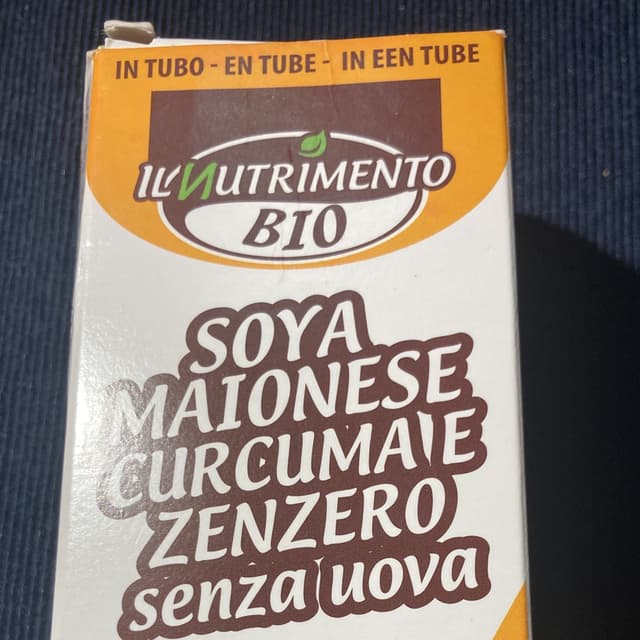 IN TUBO - EN TUBE - IN EEN TUBE
IL NUTRIMENTO
BIO
SOYA
MAIONESE
CURCUMA E
ZENZERO
senza uova